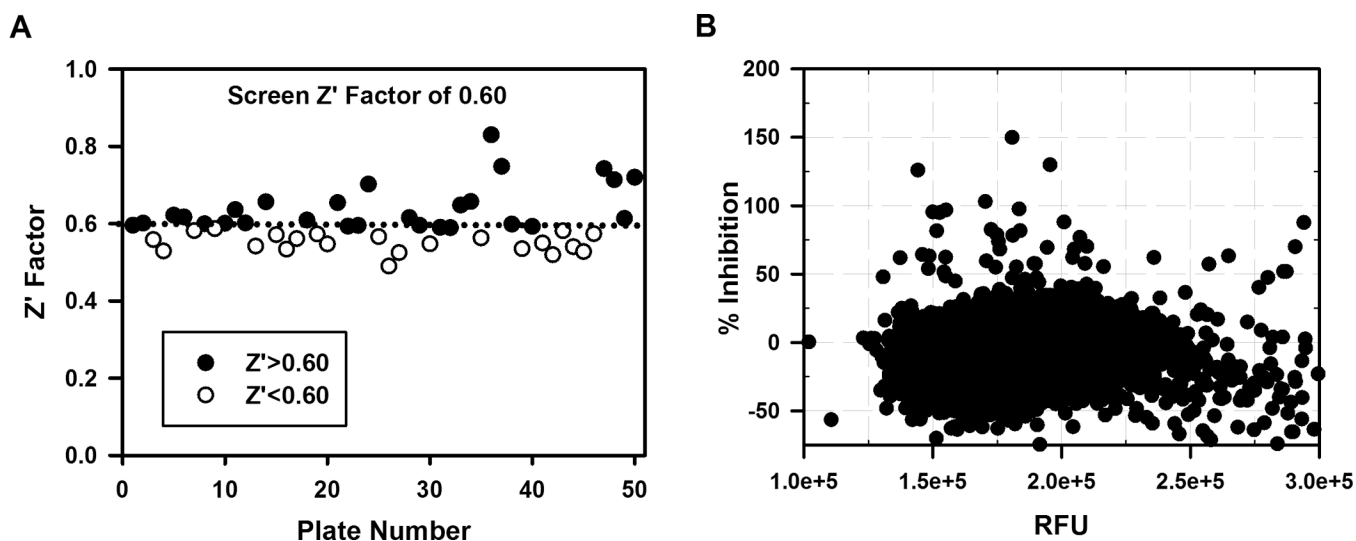 A
Screen Z' Factor of 0.60
Z' Factor
1.0
0.8
0.6
0.4
0.2
0.0
Z'>0.60
Z'<0.60
0
10
20
30
40
50
Plate Number
B
% Inhibition
200
150
100
50
0
-50
1.0e+5
1.5e+5
2.0e+5
2.5e+5
3.0e+5
RFU